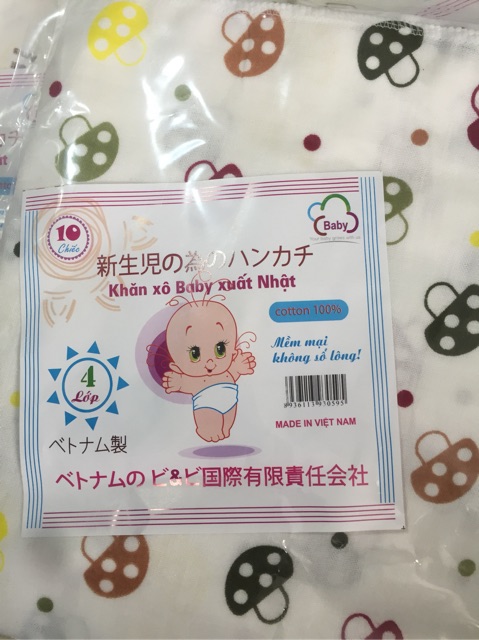 10
Chiếc
Baby
新生児の為のハンカチ
Khăn xô Baby xuất Nhật
cotton 100%
Mềm mại
không sổ lông!
4
Lớp
8936113930595
MADE IN VIỆT NAM
ベトナム製
ベトナムの ビ&ビ国際有限責任会社